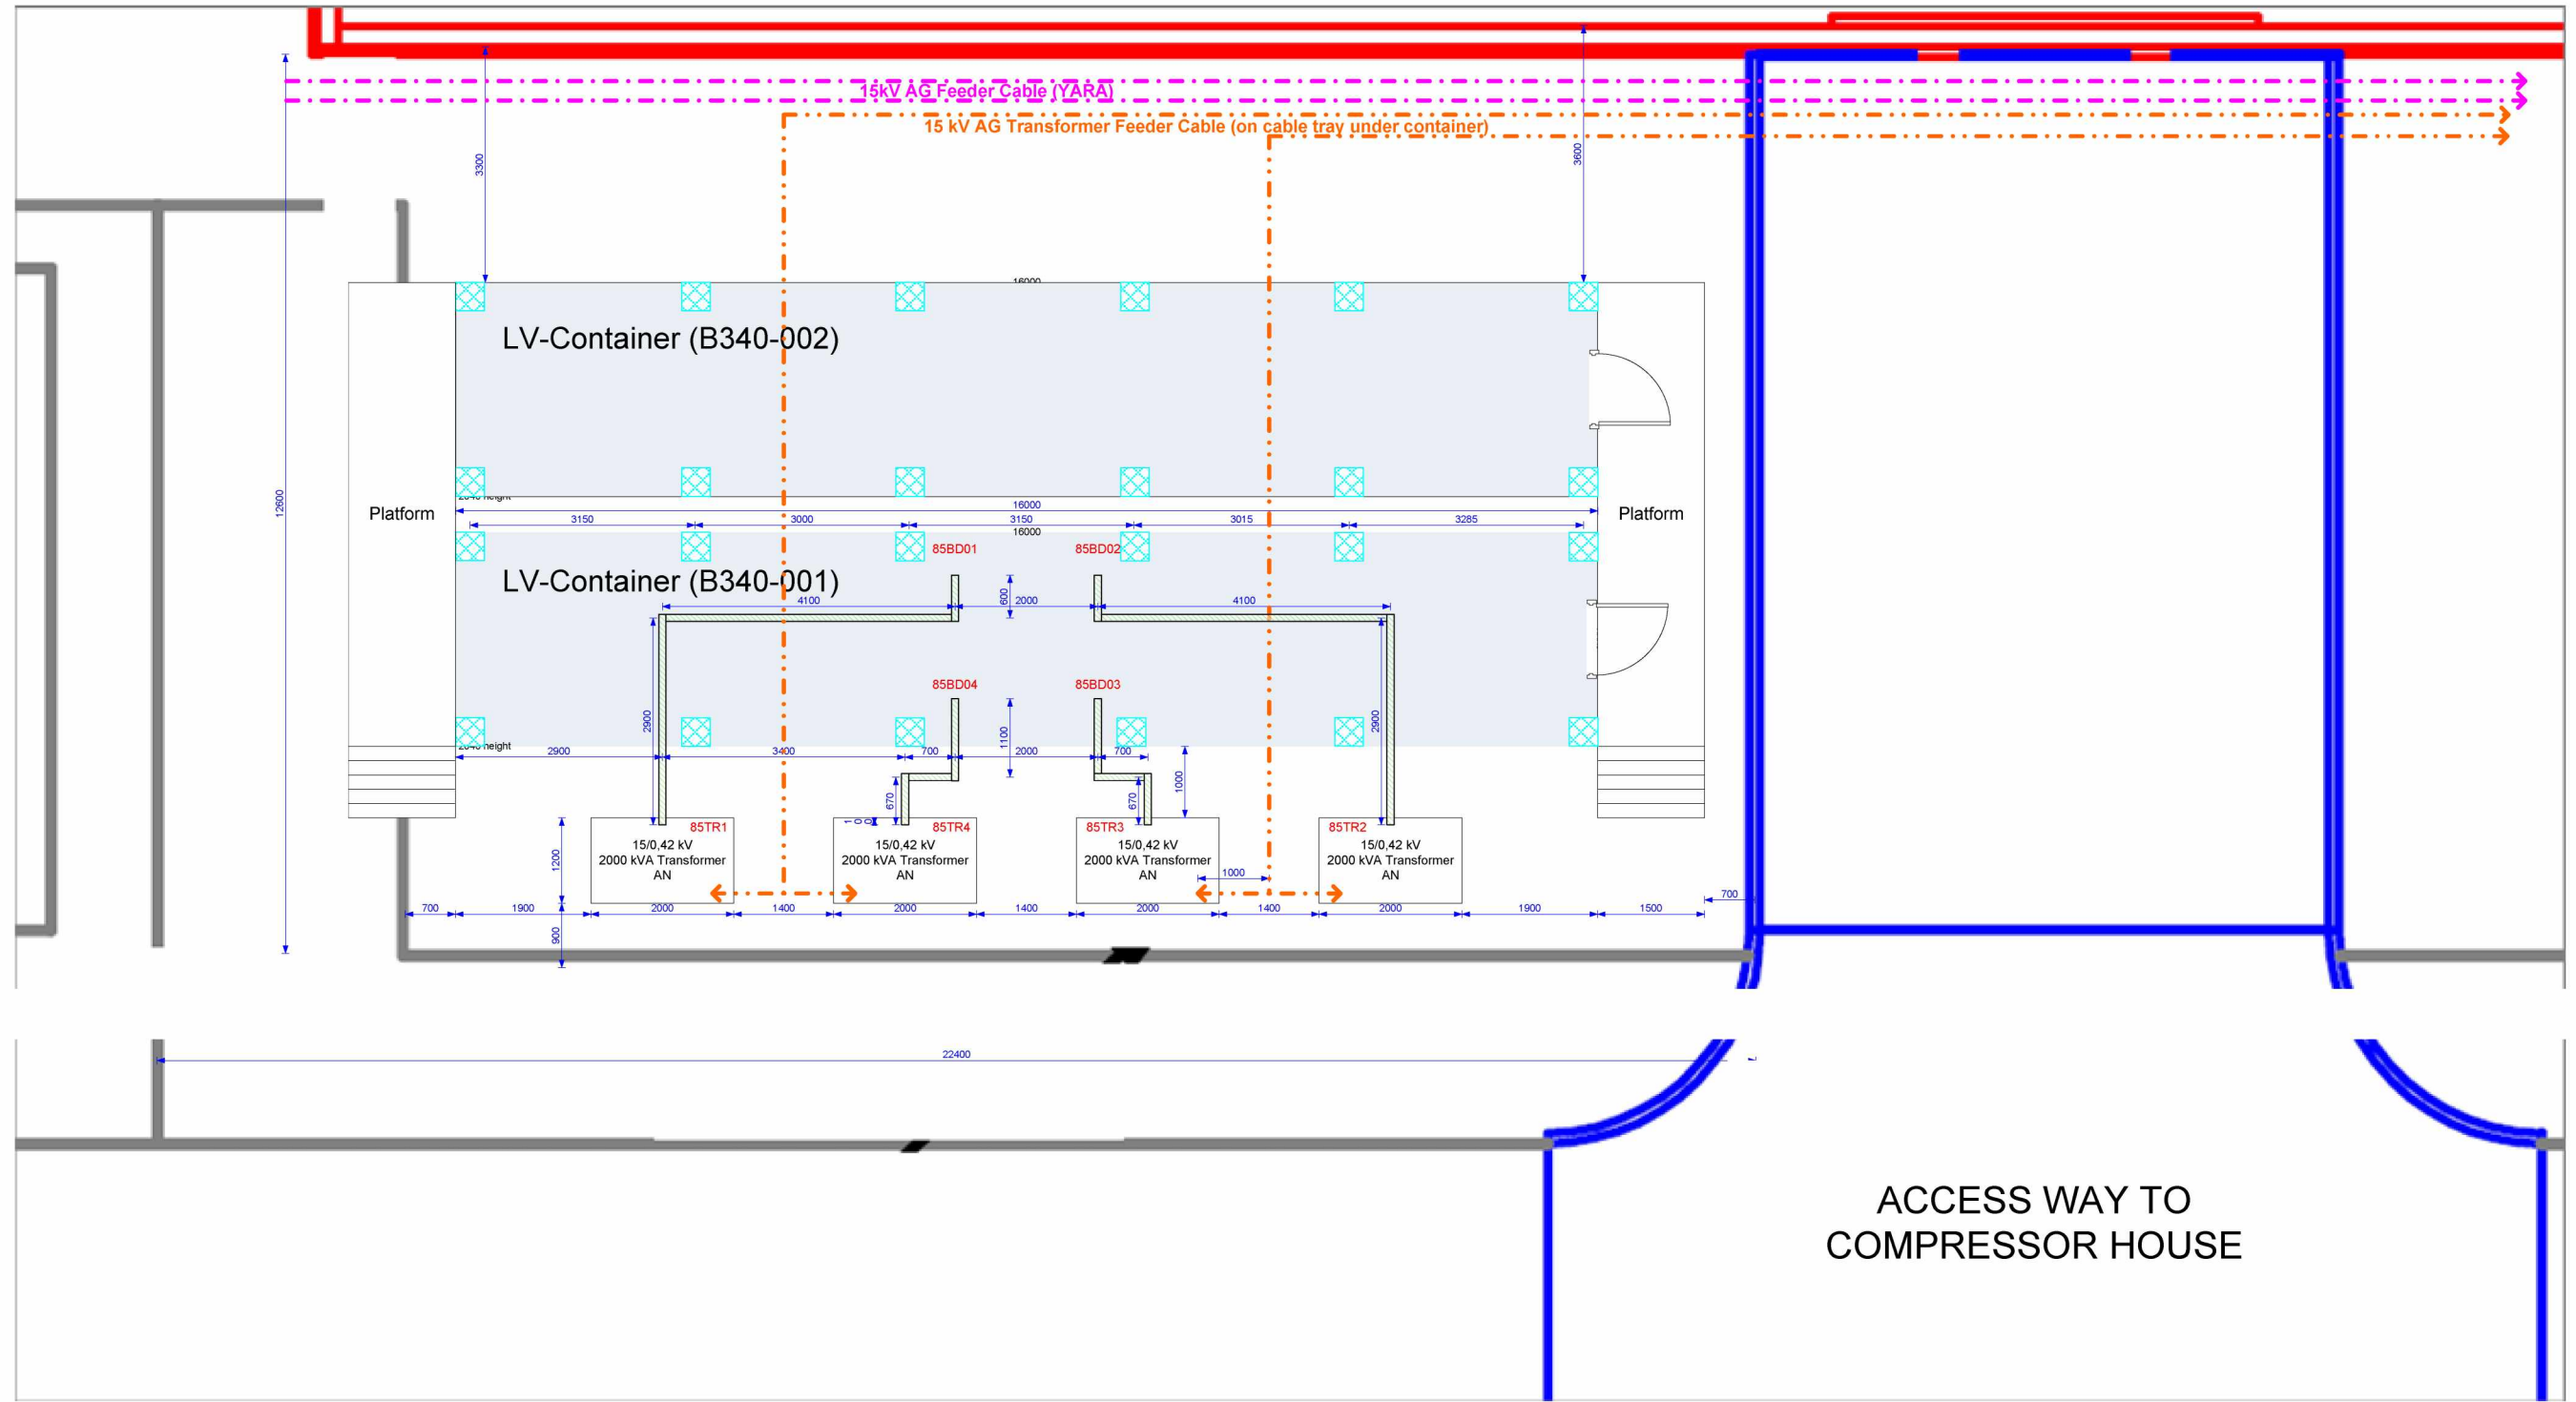 15kV AG Feeder Cable (YARA)
15 kV AG Transformer Feeder Cable (on cable tray under container)
3300
3600
16000
LV-Container (B340-002)
12600
Platform
height
16000
Platform
3150
3000
3150
3015
3285
16000
85BD01
85BD02
LV-Container (B340-001)
4100
600
2000
4100
85BD04
85BD03
2900
2900
height
2900
3400
700
1100
2000
700
670
670
1000
85TR1
100
85TR4
85TR3
85TR2
15/0,42 kV
2000 kVA Transformer
AN
15/0,42 kV
2000 kVA Transformer
AN
15/0,42 kV
2000 kVA Transformer
AN
15/0,42 kV
2000 kVA Transformer
AN
1200
1000
700
700
1900
2000
1400
2000
1400
2000
1400
2000
1900
1500
900
22400
ACCESS WAY TO
COMPRESSOR HOUSE